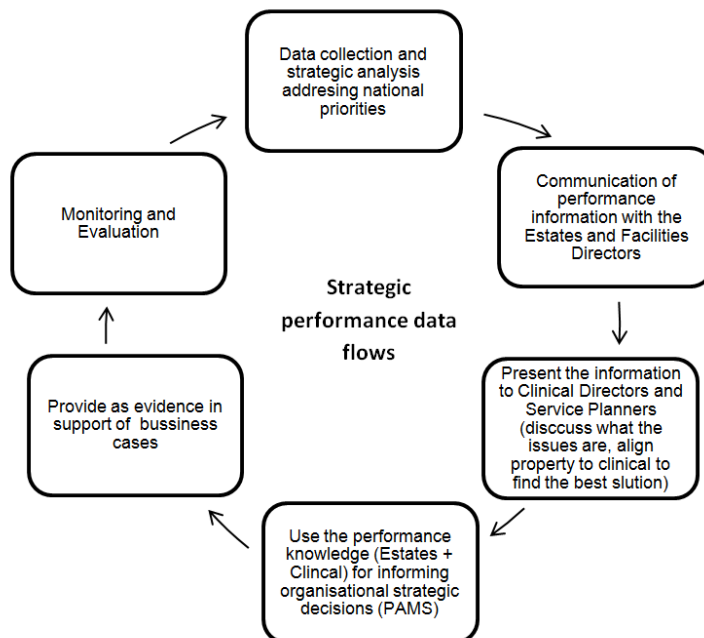 Data collection and
strategic analysis
addresing national
priorities
Communication of
performance
information with the
Estates and Facilities
Directors
Present the information
to Clinical Directors and
Service Planners
(disccuss what the
issues are, align
property to clinical to
find the best slution)
Use the performance
knowledge (Estates +
Clincal) for informing
organisational strategic
decisions (PAMS)
Provide as evidence in
support of  bussiness
cases
Monitoring and
Evaluation
Strategic
performance data
flows